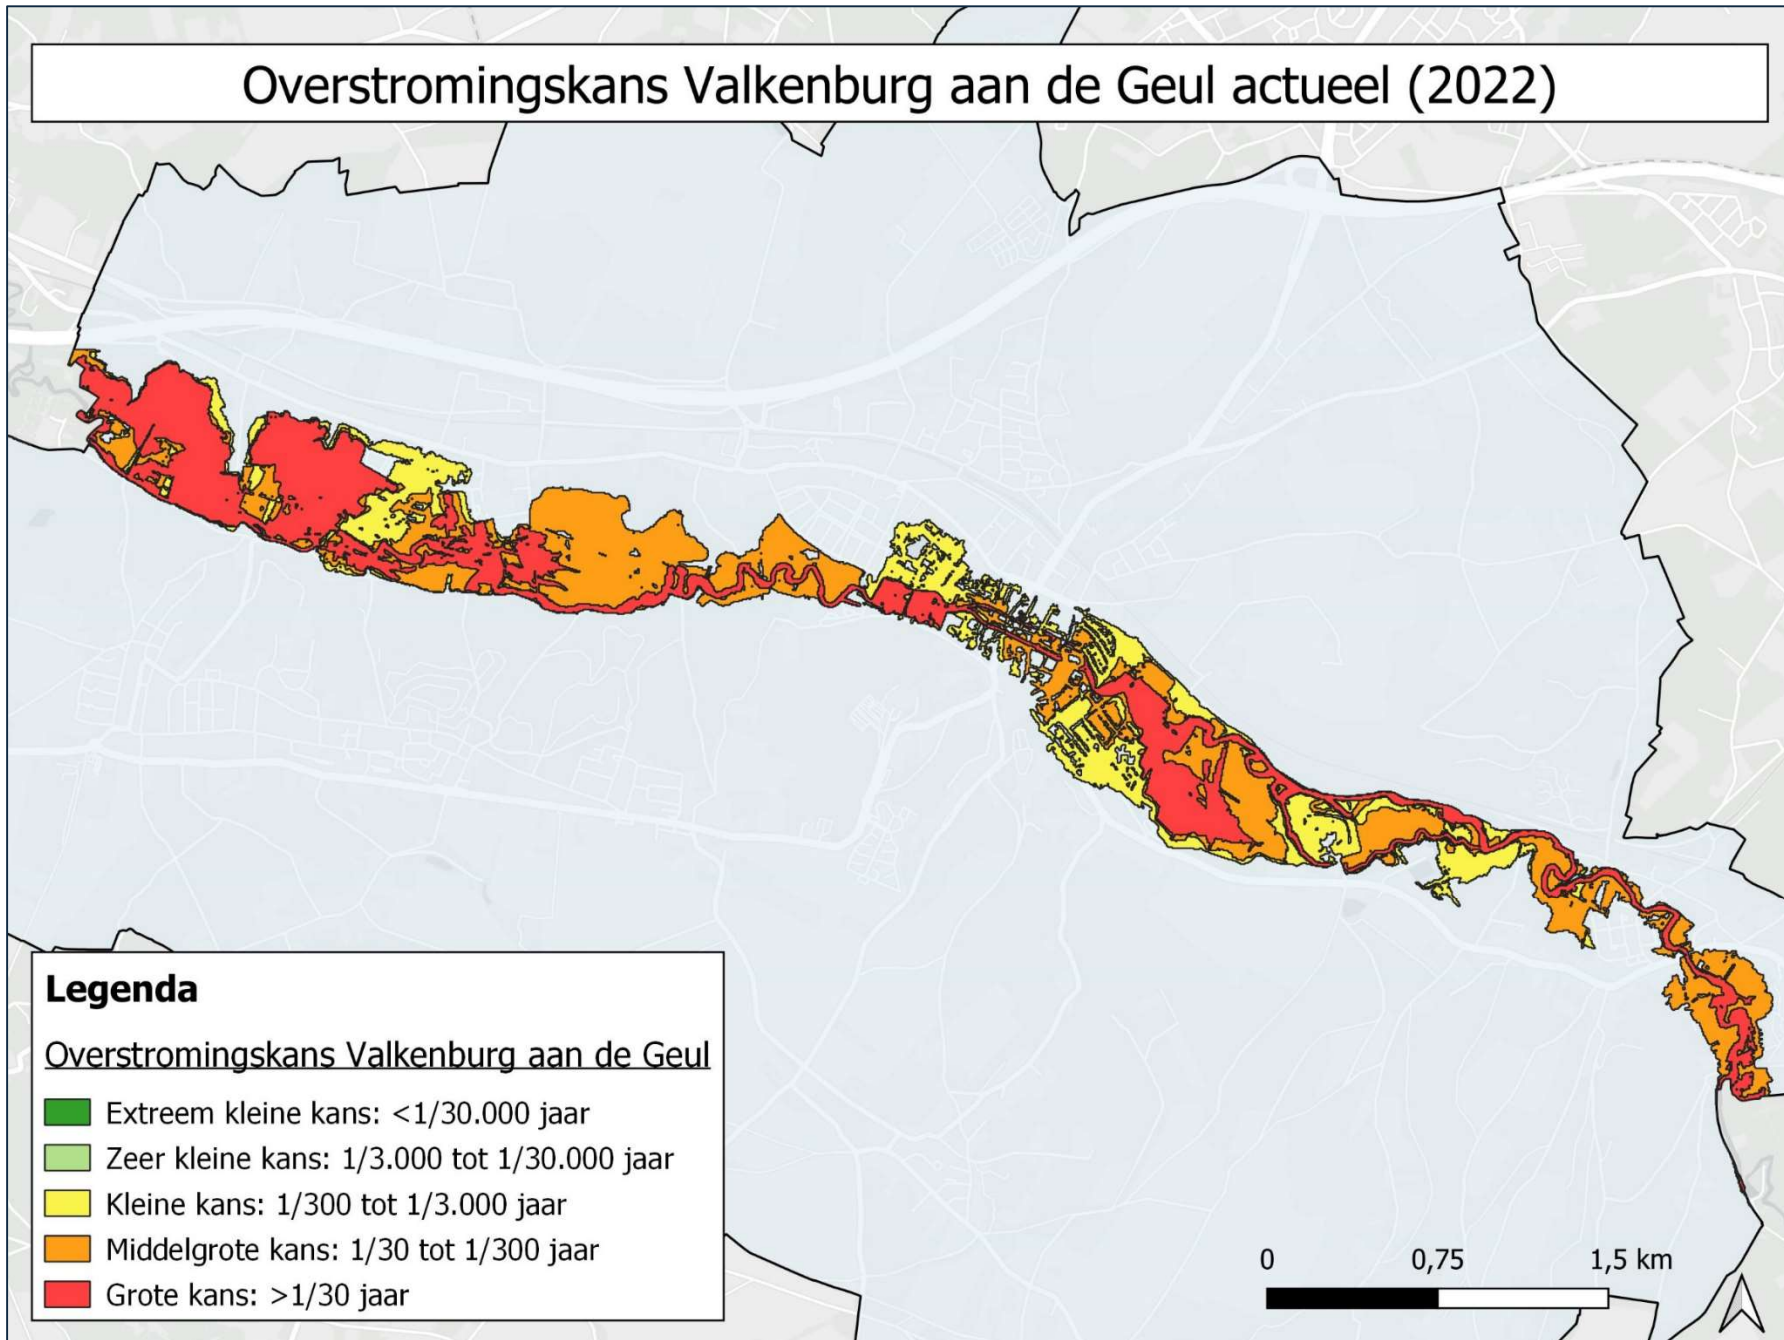 Overstromingskans Valkenburg aan de Geul actueel (2022)
Legenda
Overstromingskans Valkenburg aan de Geul
Extreem kleine kans: <1/30.000 jaar
Zeer kleine kans: 1/3.000 tot 1/30.000 jaar
Kleine kans: 1/300 tot 1/3.000 jaar
Middelgrote kans: 1/30 tot 1/300 jaar
Grote kans: >1/30 jaar
0 0,75 1,5 km